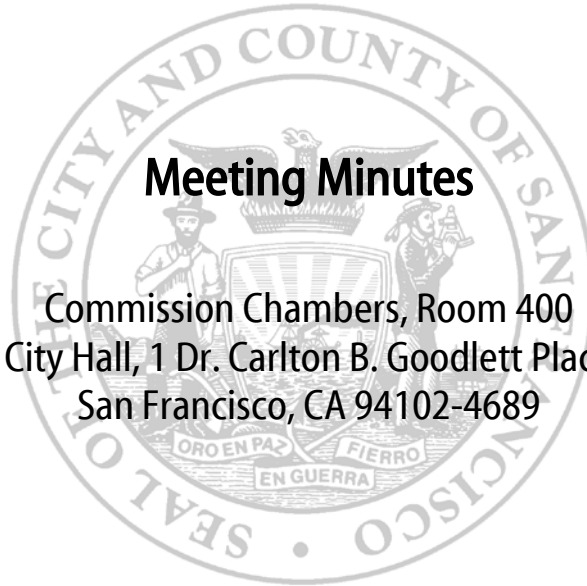 SEAL OF THE CITY AND COUNTY OF SAN FRANCISCO
Meeting Minutes
Commission Chambers, Room 400
City Hall, 1 Dr. Carlton B. Goodlett Plac
San Francisco, CA 94102-4689
ORO EN PAZ
FIERRO
EN GUERRA